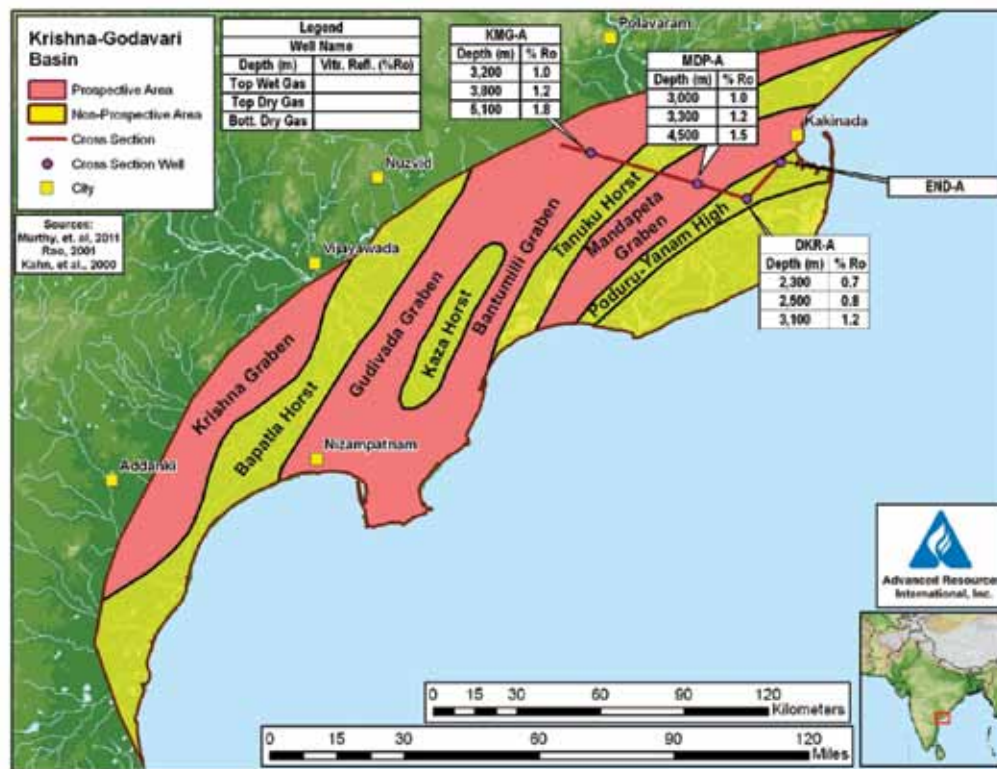 Krishna-Godavari
Basin
Prospective Area
Non-Prospective Area
Cross Section
Cross Section Well
City
Sources:
Murthy, et. al, 2011
Rao, 2001
Kahn, et al., 2000
Legend
Well Name
Depth (m) Vitr. Refl. (%Ro)
Top Wet Gas
Top Dry Gas
Bott. Dry Gas
KMG-A
Depth (m) % Ro
3,200 1.0
3,800 1.2
5,100 1.8
Polavaram
MDP-A
Depth (m) % Ro
3,000 1.0
3,300 1.2
4,500 1.5
Kakinada
END-A
DKR-A
Depth (m) % Ro
2,300 0.7
2,500 0.8
3,100 1.2
Nuzvid
Vijayawada
Krishna Graben
Bapatla Horst
Gudivada Graben
Kaza Horst
Bantumilli Graben
Tanuku Horst
Mandapeta
Graben
Poduru-Yanam High
Nizampatnam
Addanki
Advanced Resources
International, Inc.
0 15 30 60 90 120
Kilometers
0 15 30 60 90 120
Miles